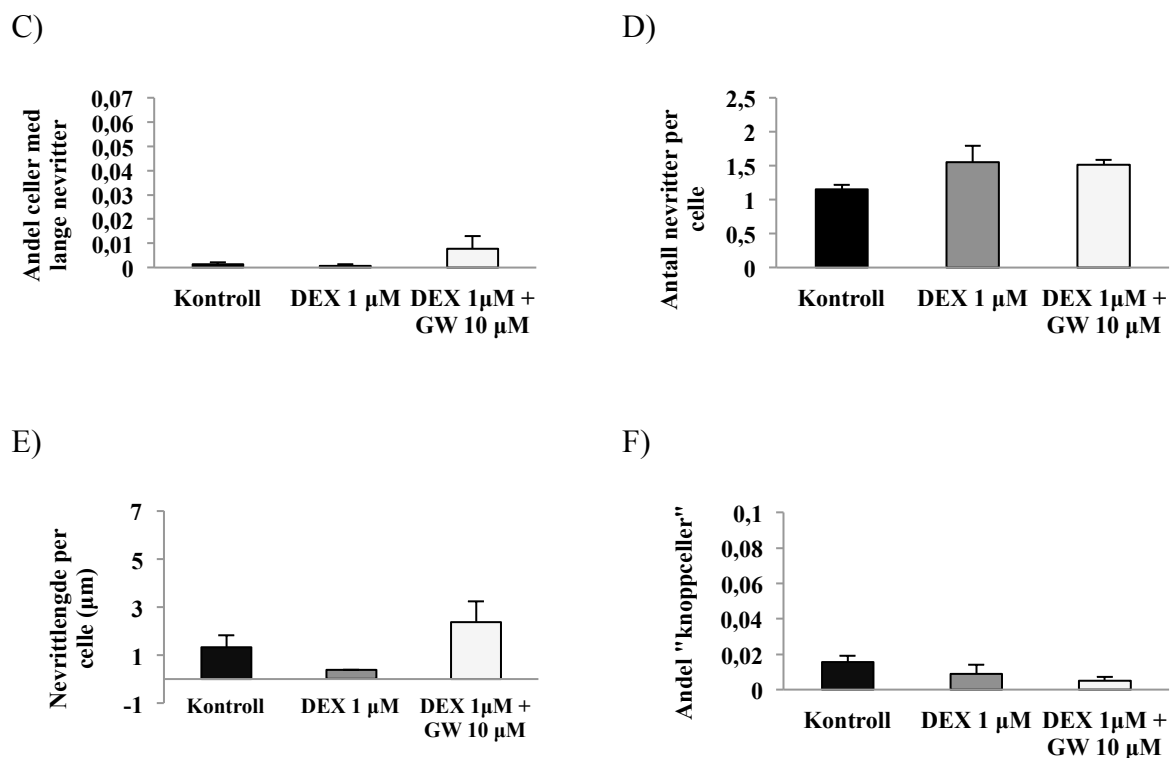 C)
Andel celler med
lange nevritter
0,07
0,06
0,05
0,04
0,03
0,02
0,01
0
Kontroll
DEX 1 µM
DEX 1µM +
GW 10 µM
D)
Antall nevritter per
celle
2,5
2
1,5
1
0,5
0
Kontroll
DEX 1 µM
DEX 1µM +
GW 10 µM
E)
Nevrittlengde per
celle (µm)
7
5
3
1
-1
Kontroll
DEX 1 µM
DEX 1µM +
GW 10 µM
F)
Andel "knoppceller"
0,1
0,08
0,06
0,04
0,02
0
Kontroll
DEX 1 µM
DEX 1µM +
GW 10 µM